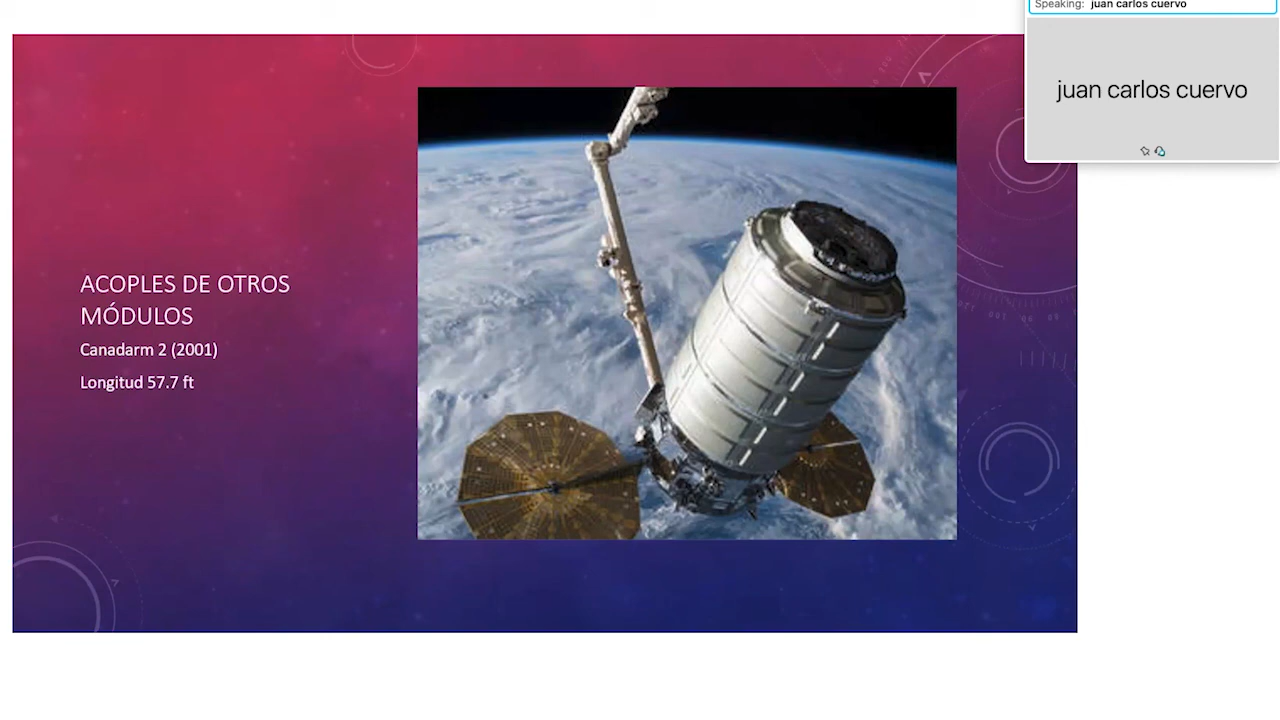 Speaking: juan carlos cuervo
juan carlos cuervo
ACOPLES DE OTROS
MÓDULOS
Canadarm 2 (2001)
Longitud 57.7 ft